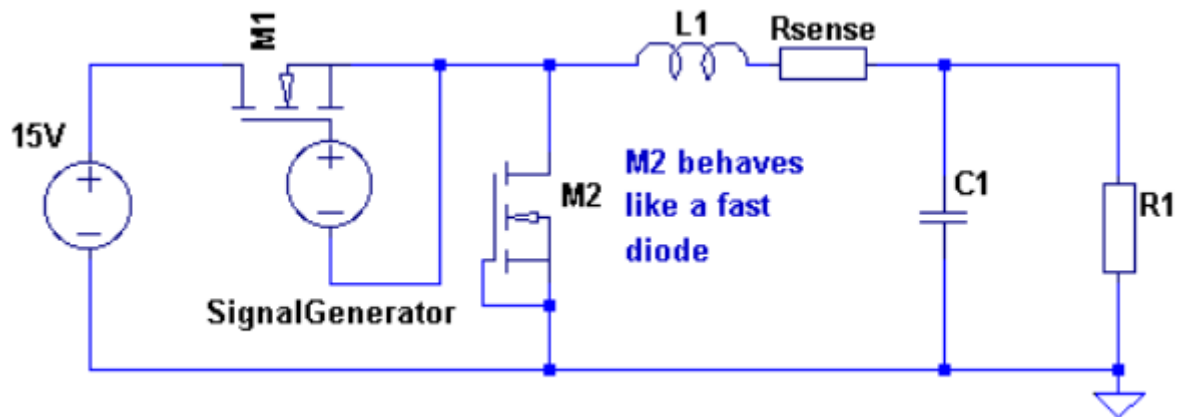 M1
L1
Rsense
15V
M2 behaves
like a fast
diode
M2
C1
R1
SignalGenerator